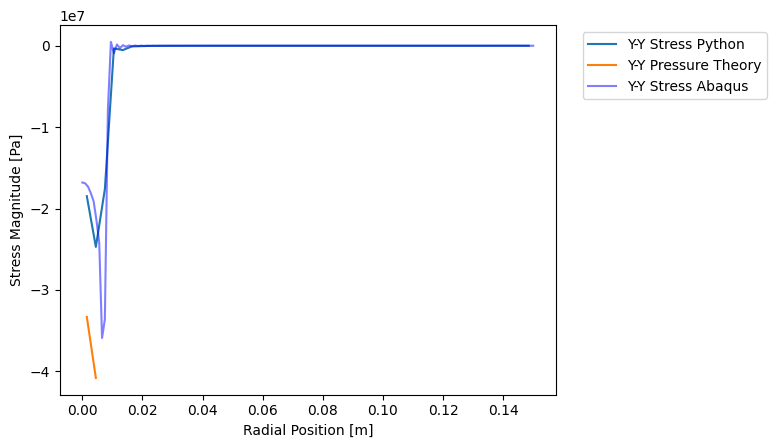 1e7
0
−1
−2
−3
−4
Stress Magnitude [Pa]
0.00
0.02
0.04
0.06
0.08
0.10
0.12
0.14
Radial Position [m]
Y-Y Stress Python
Y-Y Pressure Theory
Y-Y Stress Abaqus